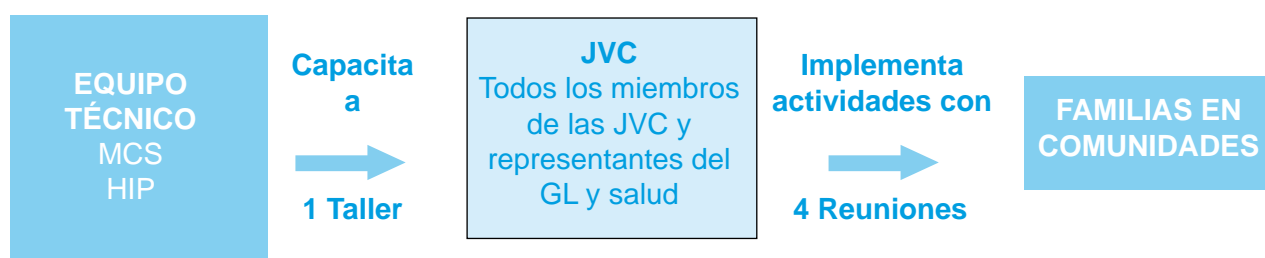 EQUIPO
TÉCNICO
MCS
HIP
Capacita
a
1 Taller
JVC
Todos los miembros
de las JVC y
representantes del
GL y salud
Implementa
actividades con
4 Reuniones
FAMILIAS EN
COMUNIDADES